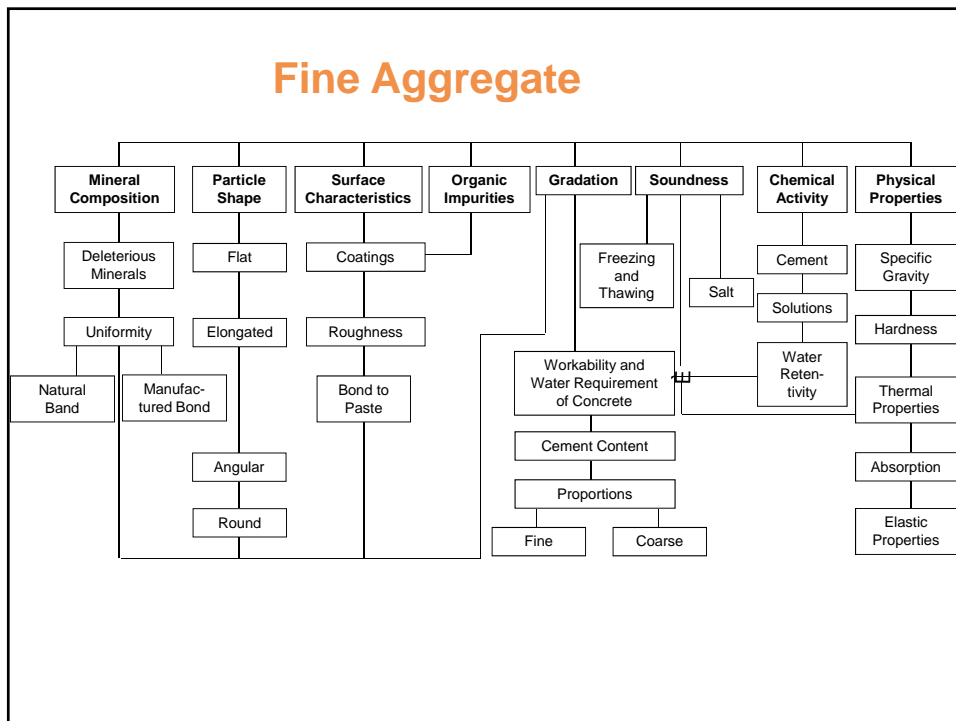 Fine Aggregate
Mineral
Composition
Particle
Shape
Surface
Characteristics
Organic
Impurities
Gradation
Soundness
Chemical
Activity
Physical
Properties
Deleterious
Minerals
Flat
Coatings
Freezing
and
Thawing
Salt
Cement
Specific
Gravity
Solutions
Uniformity
Elongated
Roughness
Hardness
Natural
Band
Manufac-
tured Bond
Bond to
Paste
Workability and
Water Requirement
of Concrete
Water
Reten-
tivity
Thermal
Properties
Cement Content
Angular
Absorption
Proportions
Round
Fine
Coarse
Elastic
Properties